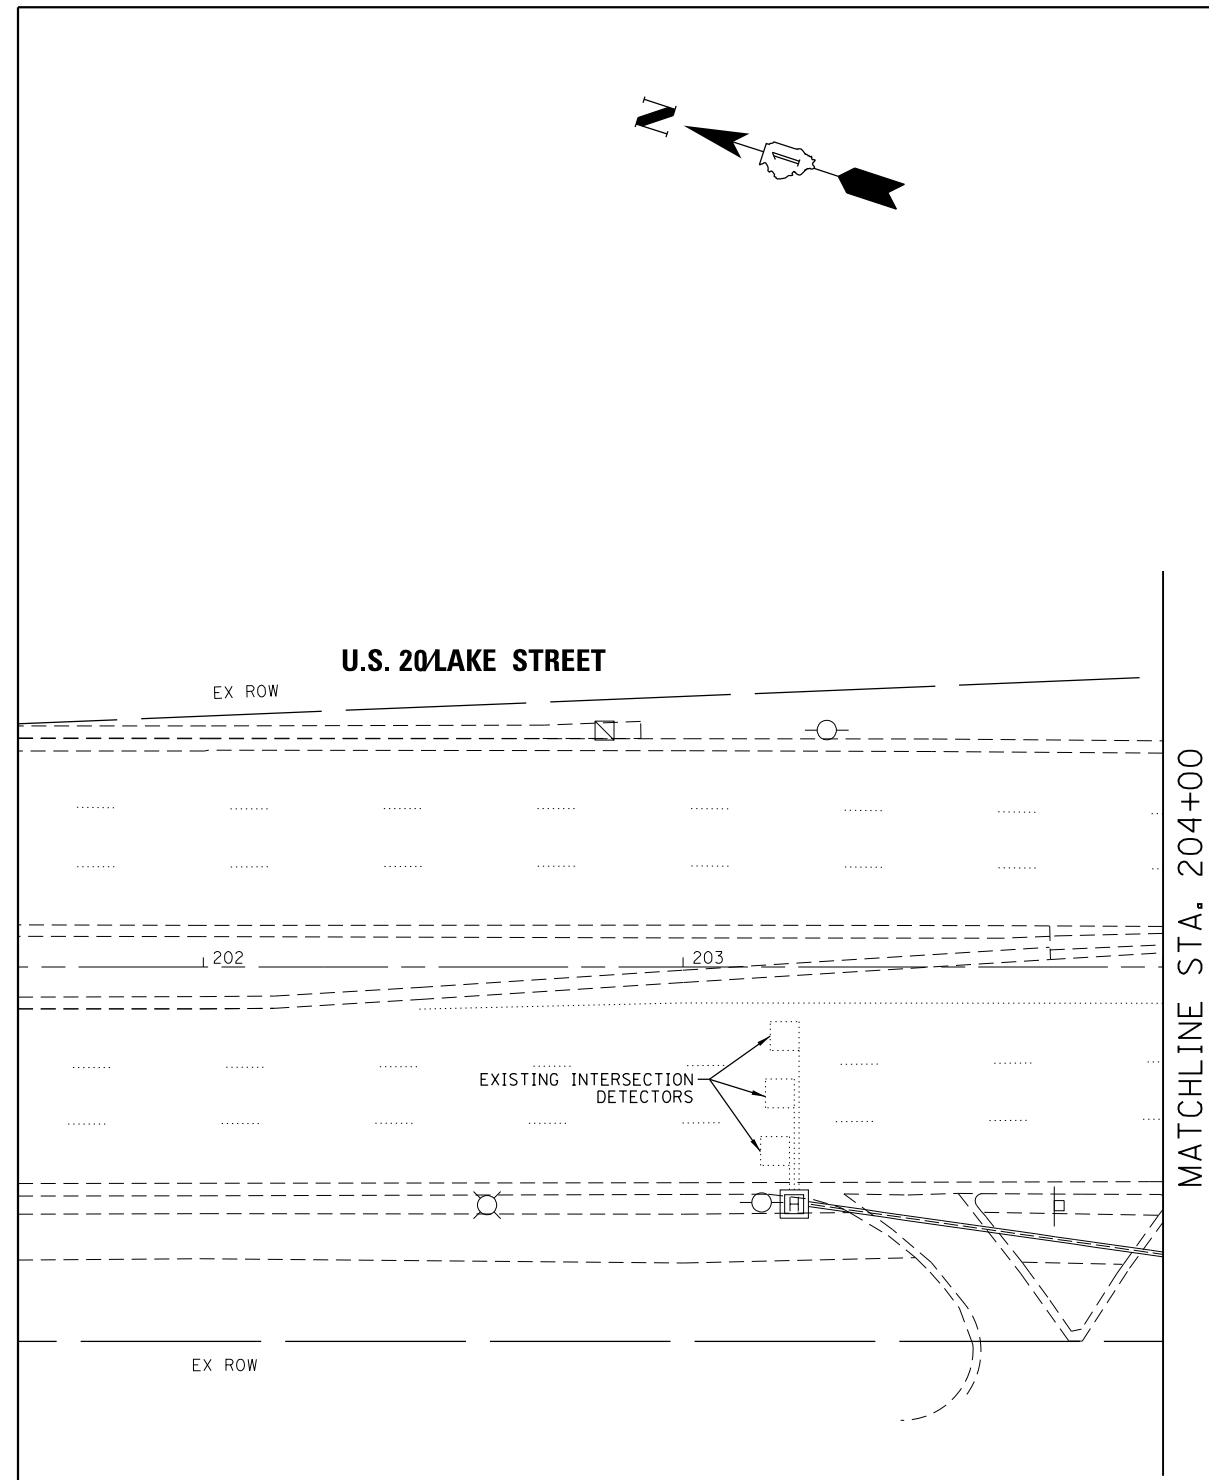 N
U.S. 20/LAKE STREET
EX ROW
202
203
EXISTING INTERSECTION
DETECTORS
H
EX ROW
MATCHLINE STA. 204+00